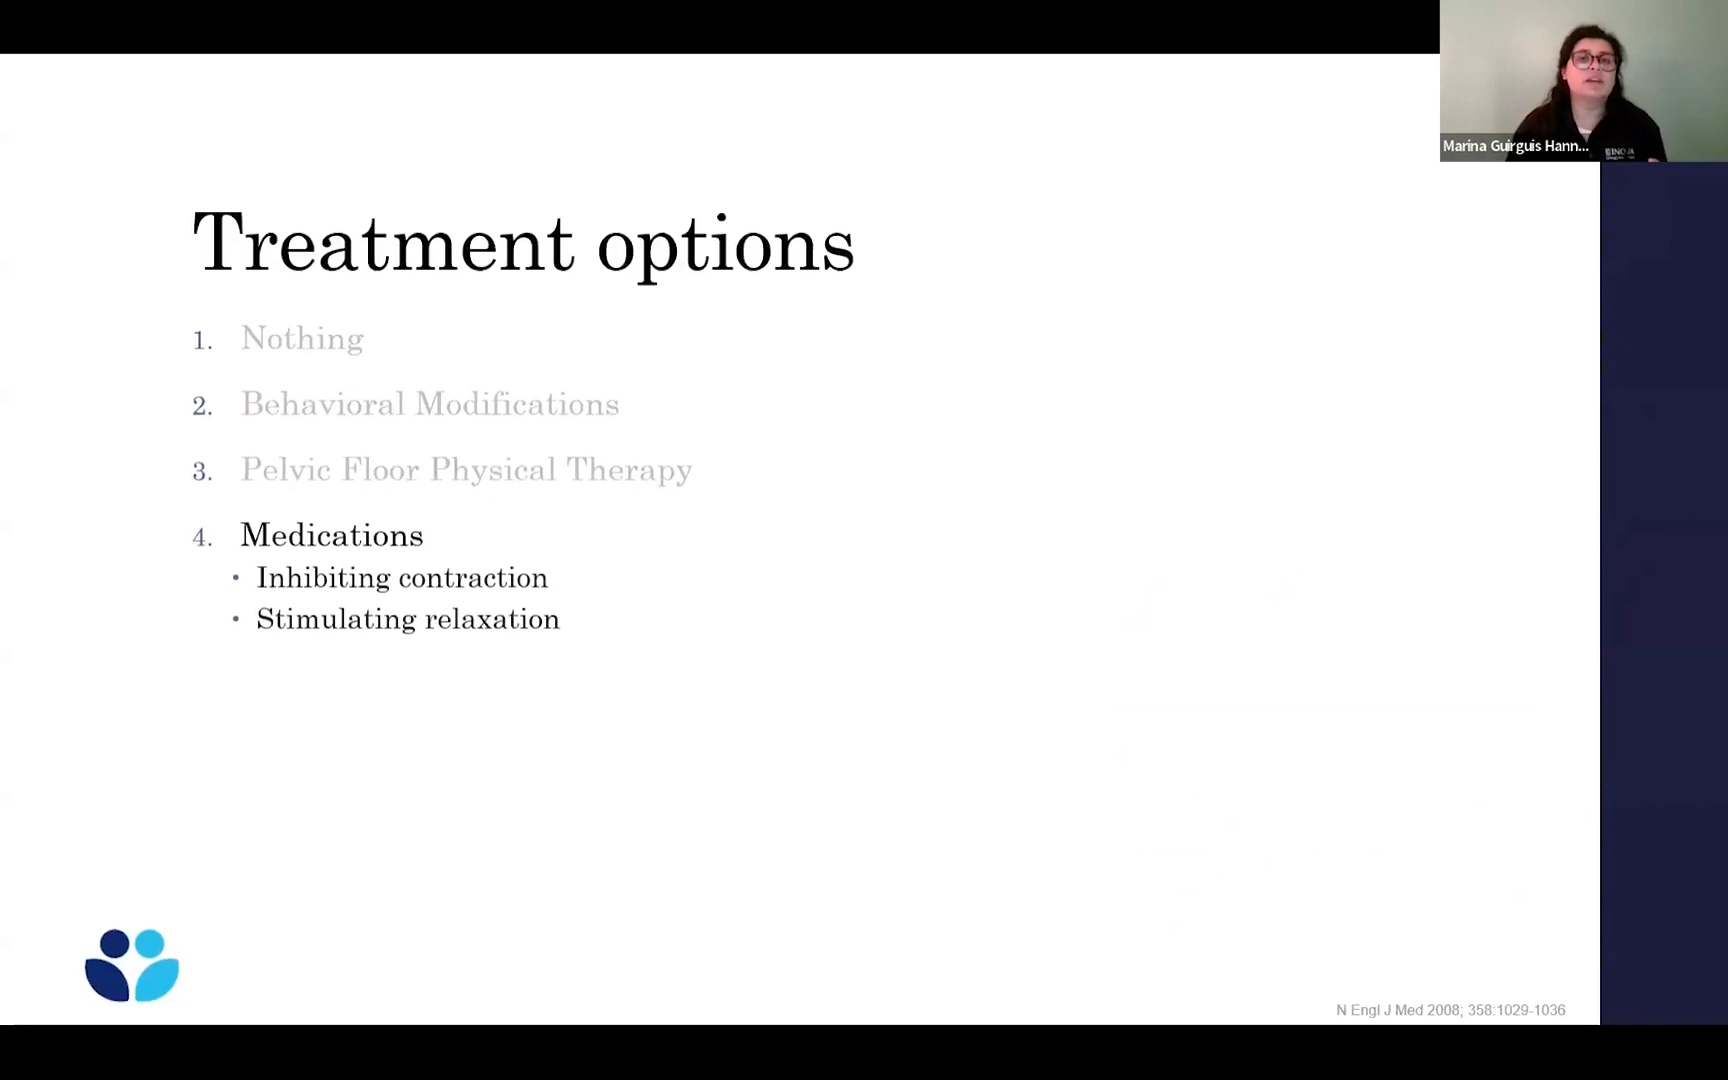 Marina Guirguis Hann...
INOVA
Treatment options
1. Nothing
2. Behavioral Modifications
3. Pelvic Floor Physical Therapy
4. Medications
• Inhibiting contraction
• Stimulating relaxation
N Engl J Med 2008; 358:1029-1036